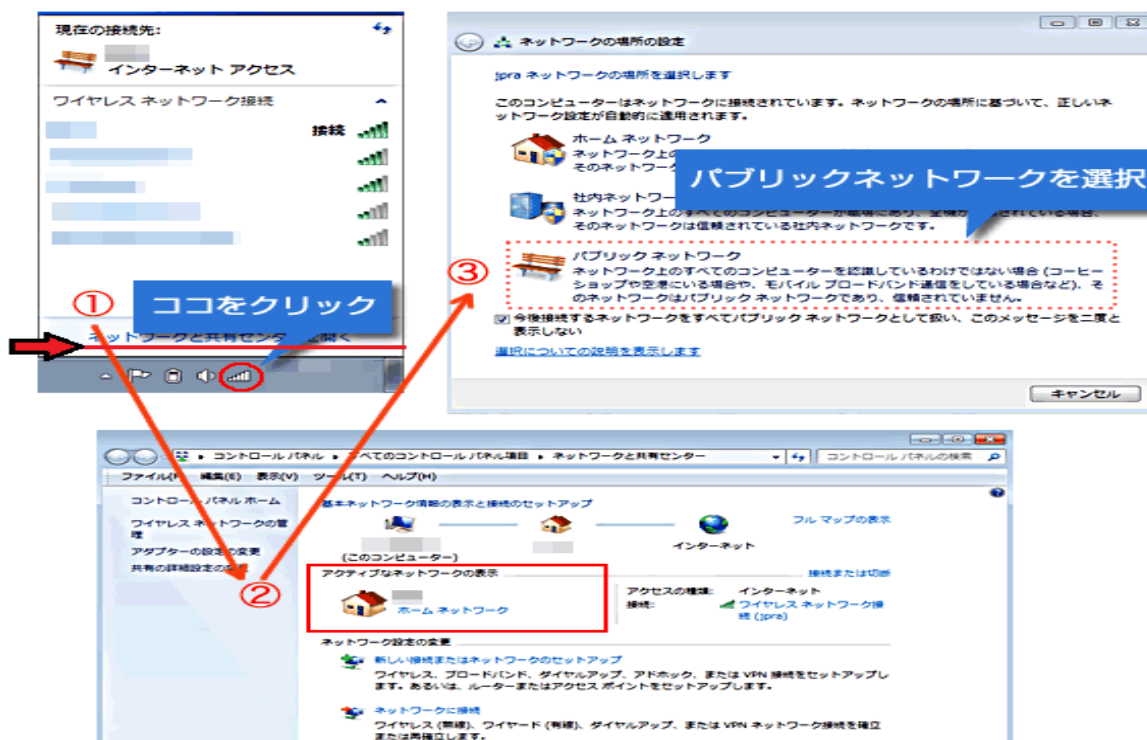 現在の接続先:
インターネット アクセス
ワイヤレス ネットワーク接続
接続
①
ココをクリック
ネットワークと共有センタ
開く
ネットワークの場所の設定
jpra ネットワークの場所を選択します
このコンピューターはネットワークに接続されています。ネットワークの場所に基づいて、正しいネ
ットワーク設定が自動的に適用されます。
ホーム ネットワーク
ネットワーク上の
そのネットワーク
パブリックネットワークを選択
社内ネットワー
ネットワーク上のすべてのコンピューターが職場にあり、
されている場合、
そのネットワークは信頼されている社内ネットワークです。
③
パブリック ネットワーク
ネットワーク上のすべてのコンピューターを認識しているわけではない場合 (コーヒー
ショップや空港にいる場合や、モバイル ブロードバンド通信をしている場合など)、そ
のネットワークはパブリック ネットワークであり、信頼されていません。
今後接続するネットワークをすべてパブリック ネットワークとして扱い、このメッセージを二度と
表示しない
選択についての説明を表示します
キャンセル
コントロール パネル
すべてのコントロール パネル項目
ネットワークと共有センター
コントロール パネルの検索
ファイル(F)
編集(E)
表示(V)
ツール(T)
ヘルプ(H)
コントロール パネル ホーム
ワイヤレス ネットワークの管
理
アダプターの設定の変更
共有の詳細設定の変更
②
基本ネットワーク情報の表示と接続のセットアップ
(このコンピューター)
インターネット
フル マップの表示
アクティブなネットワークの表示
接続または切断
ホーム ネットワーク
アクセスの種類:
インターネット
接続:
ワイヤレス ネットワーク接
続 (jpra)
ネットワーク設定の変更
新しい接続またはネットワークのセットアップ
ワイヤレス、ブロードバンド、ダイヤルアップ、アドホック、または VPN 接続をセットアップし
ます。あるいは、ルーターまたはアクセス ポイントをセットアップします。
ネットワークに接続
ワイヤレス (無線)、ワイヤード (有線)、ダイヤルアップ、または VPN ネットワーク接続を確立
または再確立します。